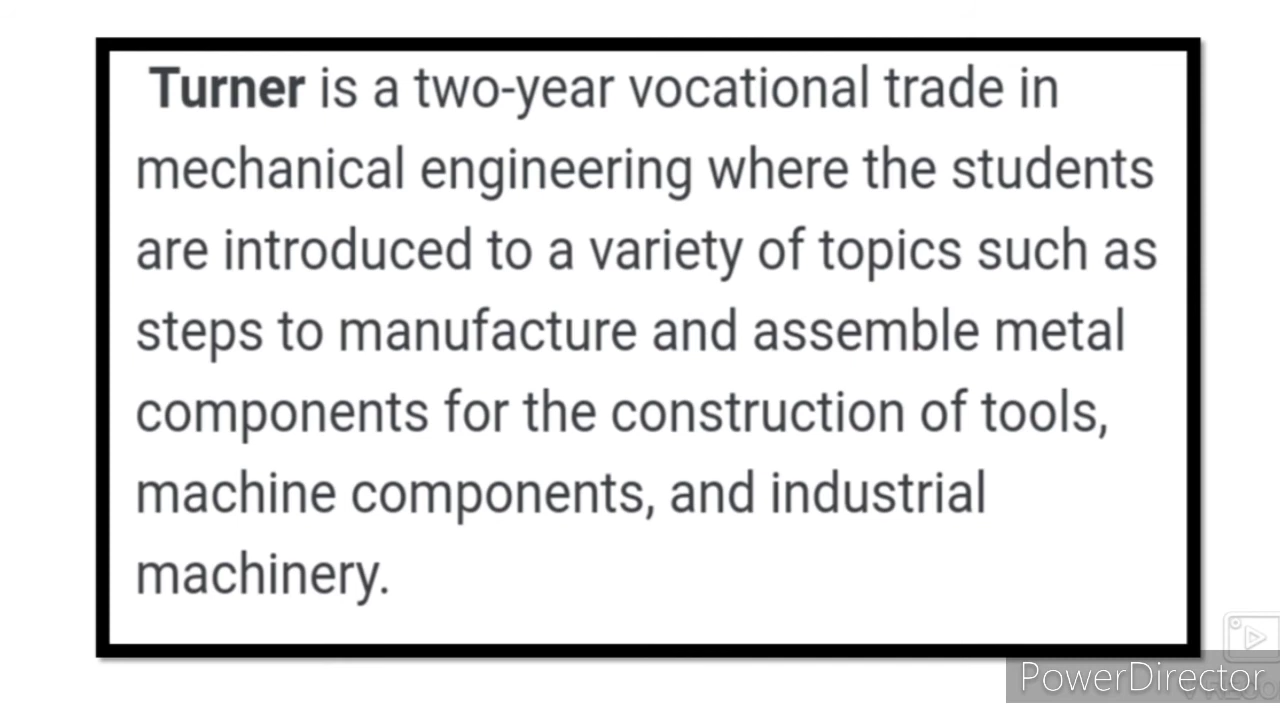 Turner is a two-year vocational trade in
mechanical engineering where the students
are introduced to a variety of topics such as
steps to manufacture and assemble metal
components for the construction of tools,
machine components, and industrial
machinery.
PowerDirector